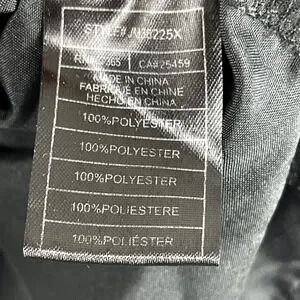 STYLE# JU38225X
CA#25459
MADE IN CHINA
FABRIQUE EN CHINE
HECHO EN CHINA
100%POLYESTER
100%POLYESTER
100%POLYESTER
100%POLIESTERE
100%POLIÉSTER